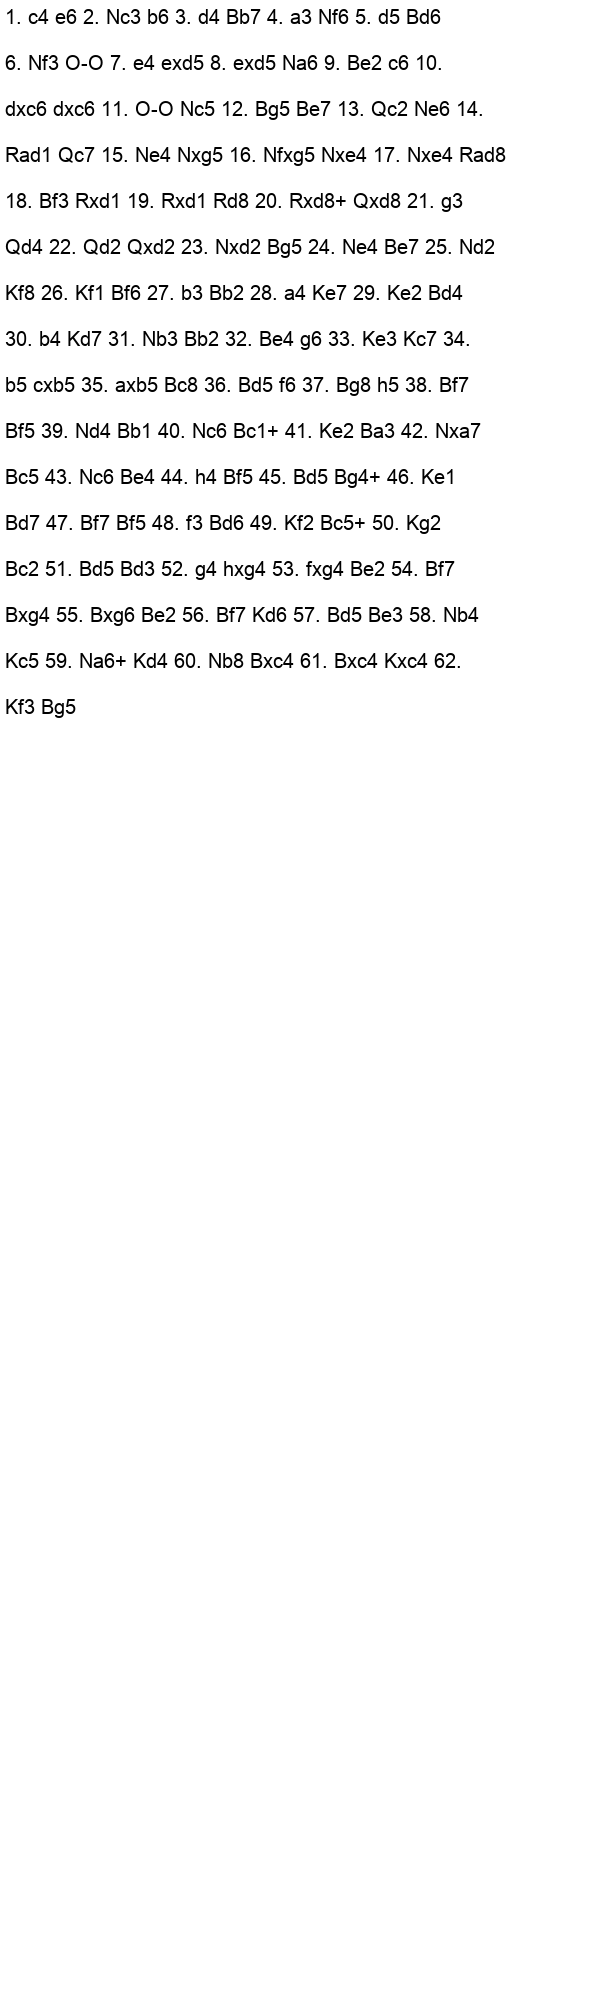 1. c4 e6 2. Nc3 b6 3. d4 Bb7 4. a3 Nf6 5. d5 Bd6
6. Nf3 O-O 7. e4 exd5 8. exd5 Na6 9. Be2 c6 10.
dxc6 dxc6 11. O-O Nc5 12. Bg5 Be7 13. Qc2 Ne6 14.
Rad1 Qc7 15. Ne4 Nxg5 16. Nfxg5 Nxe4 17. Nxe4 Rad8
18. Bf3 Rxd1 19. Rxd1 Rd8 20. Rxd8+ Qxd8 21. g3
Qd4 22. Qd2 Qxd2 23. Nxd2 Bg5 24. Ne4 Be7 25. Nd2
Kf8 26. Kf1 Bf6 27. b3 Bb2 28. a4 Ke7 29. Ke2 Bd4
30. b4 Kd7 31. Nb3 Bb2 32. Be4 g6 33. Ke3 Kc7 34.
b5 cxb5 35. axb5 Bc8 36. Bd5 f6 37. Bg8 h5 38. Bf7
Bf5 39. Nd4 Bb1 40. Nc6 Bc1+ 41. Ke2 Ba3 42. Nxa7
Bc5 43. Nc6 Be4 44. h4 Bf5 45. Bd5 Bg4+ 46. Ke1
Bd7 47. Bf7 Bf5 48. f3 Bd6 49. Kf2 Bc5+ 50. Kg2
Bc2 51. Bd5 Bd3 52. g4 hxg4 53. fxg4 Be2 54. Bf7
Bxg4 55. Bxg6 Be2 56. Bf7 Kd6 57. Bd5 Be3 58. Nb4
Kc5 59. Na6+ Kd4 60. Nb8 Bxc4 61. Bxc4 Kxc4 62.
Kf3 Bg5